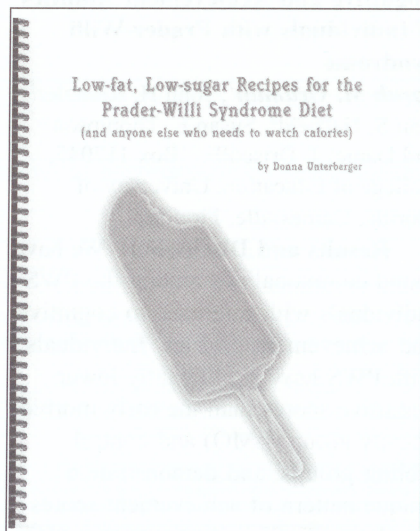 Low-fat, Low-sugar Recipes for the
Prader-Willi Syndrome Diet
(and anyone else who needs to watch calories)
by Donna Unterberger